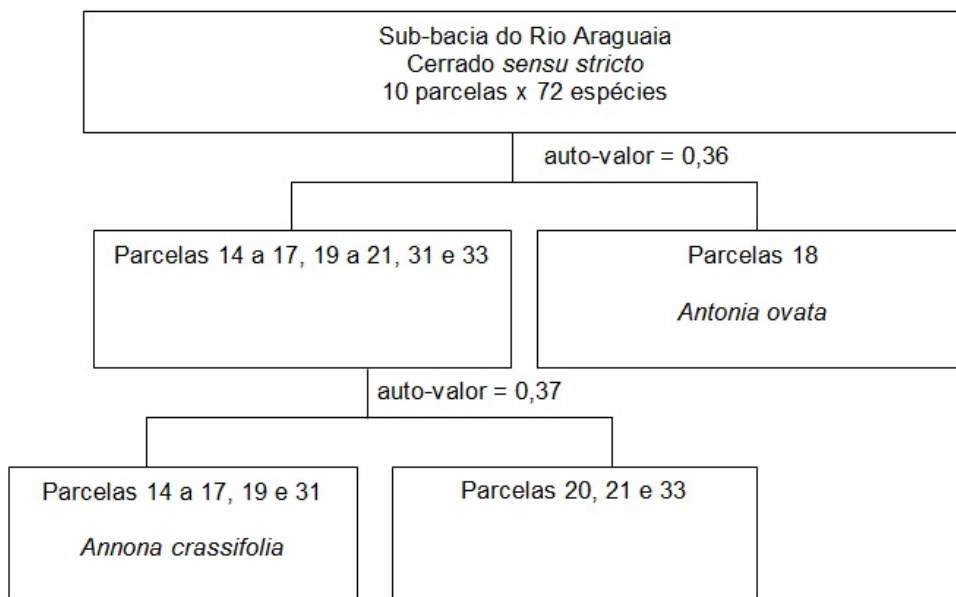 Sub-bacia do Rio Araguaia
Cerrado sensu stricto
10 parcelas x 72 espécies
auto-valor = 0,36
Parcelas 14 a 17, 19 a 21, 31 e 33
Parcelas 18
Antonia ovata
auto-valor = 0,37
Parcelas 14 a 17, 19 e 31
Annona crassifolia
Parcelas 20, 21 e 33